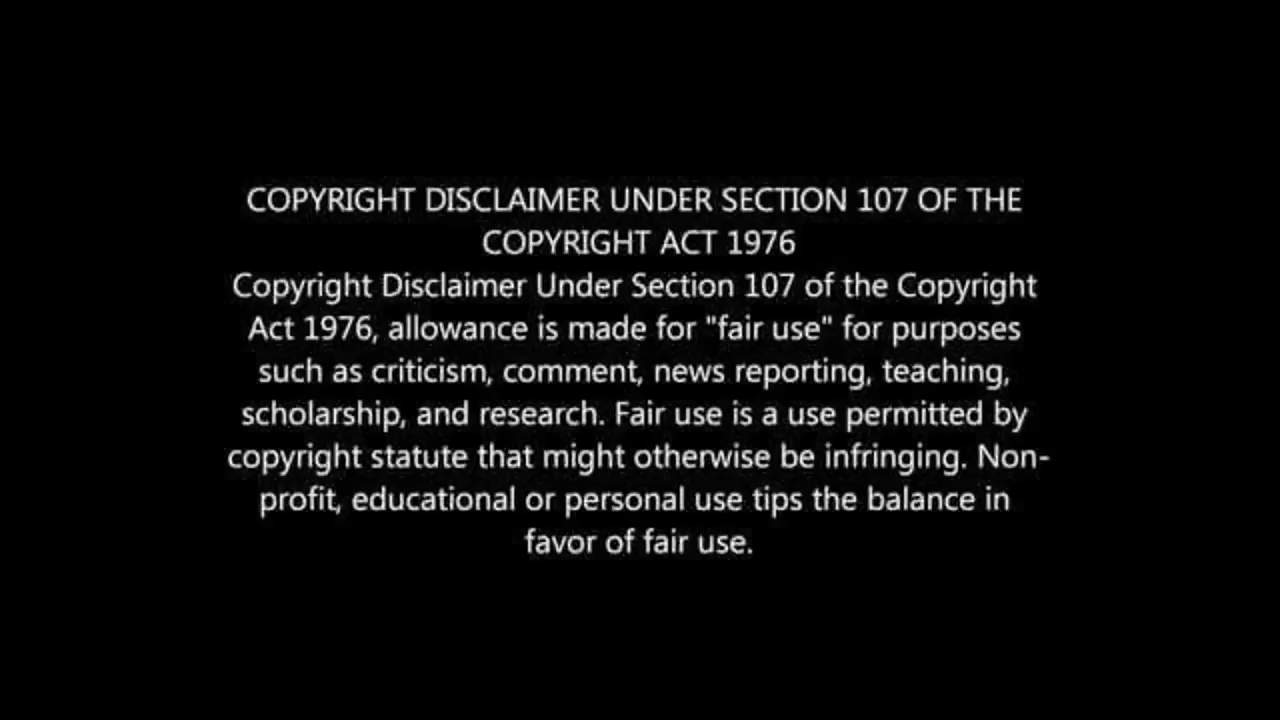 COPYRIGHT DISCLAIMER UNDER SECTION 107 OF THE
COPYRIGHT ACT 1976
Copyright Disclaimer Under Section 107 of the Copyright
Act 1976, allowance is made for "fair use" for purposes
such as criticism, comment, news reporting, teaching,
scholarship, and research. Fair use is a use permitted by
copyright statute that might otherwise be infringing. Non-
profit, educational or personal use tips the balance in
favor of fair use.